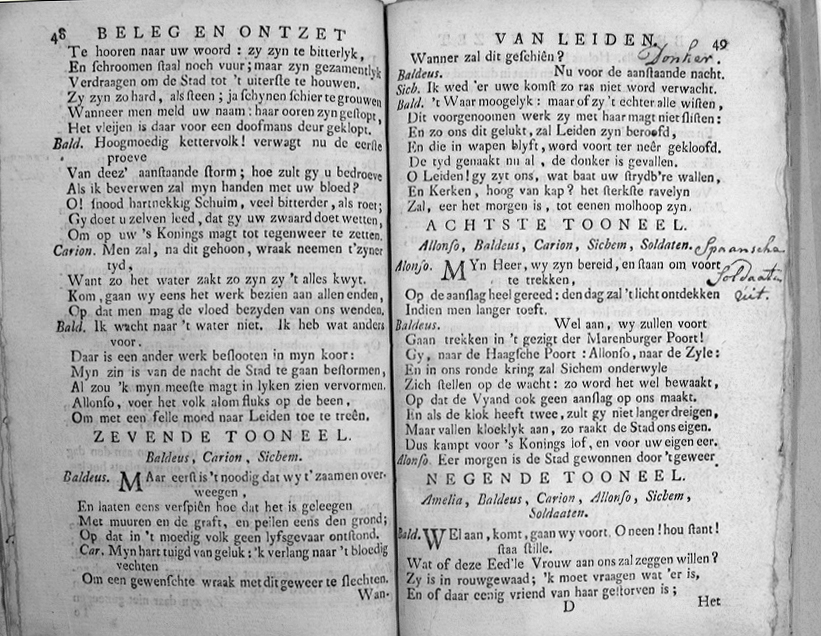 48 BELEG EN ONTZET
Te hooren naar uw woord : zy zyn te bitterlyk,
En schroomen staal noch vuur; maar zyn gezamentlyk
Verdraagen om de Stad tot 't uiterste te houwen.
Zy zyn zo hard, als steen; ja schynen schier te grouwen
Wanneer men meld uw naam: haar ooren zyn gestopt,
Het vleijen is daar voor een doofmans deur geklopt.
Bald. Hoogmoedig kettervolk! verwagt nu de eerste
proeve
Van deez' aanstaande storm; hoe zult gy u bedroeve
Als ik beverwen zal myn handen met uw bloed?
O! snood hartnekkig Schuim, veel bitterder, als roet;
Gy doet u zelven leed, dat gy uw zwaard doet wetten,
Om op uw 's Konings magt tot tegenweer te zetten.
Carion. Men zal, na dit gehoon, wraak neemen t'zyner
tyd,
Want zo het water zakt zo zyn zy 't alles kwyt.
Kom, gaan wy eens het werk bezien aan allen enden,
Op dat men mag de vloed bezyden van ons wenden.
Bald. Ik wacht naar 't water niet. Ik heb wat anders
voor.
Daar is een ander werk beslooten in myn koor:
Myn zin is van de nacht de Stad te gaan bestormen,
Al zou 'k myn meeste magt in lyken zien vervormen.
Allonso, voer het volk alom fluks op de been,
Om met een felle moed naar Leiden toe te treên.
ZEVENDE TOONEEL.
Baldeus, Carion, Sichem.
Baldeus. MAar eerst is 't noodig dat wy t'zaamen over-
weegen,
En laaten eens verspiên hoe dat het is geleegen
Met muuren en de graft, en peilen eens den grond;
Op dat in 't moedig volk geen lyfsgevaar ontstond.
Car. Myn hart tuigd van geluk: 'k verlang naar 't bloedig
vechten
Om een gewenschte wraak met dit geweer te slechten.
Wan-
VAN LEIDEN. 49
Wanner zal dit geschiên? Donker.
Baldeus. Nu voor de aanstaande nacht.
Sich. Ik wed 'er uwe komst zo ras niet word verwacht.
Bald. 't Waar moogelyk: maar of zy 't echter alle wisten,
Dit voorgenoomen werk zy met haar magt niet slisten:
En zo ons dit gelukt, zal Leiden zyn beroofd,
En die in wapen blyft, word voort ter neêr gekloofd.
De tyd genaakt nu al, de donker is gevallen.
O Leiden! gy zyt ons, wat baat uw strydb're wallen,
En Kerken, hoog van kap? het sterkste ravelyn
Zal, eer het morgen is, tot eenen molhoop zyn.
ACHTSTE TOONEEL.
Allonso, Baldeus, Carion, Sichem, Soldaaten. Spaansche
Soldaate
uit.
Alonso. MYn Heer, wy zyn bereid, en staan om voort
te trekken,
Op de aanslag heel gereed: den dag zal 't licht ontdekken
Indien men langer toeft.
Baldeus. Wel aan, wy zullen voort
Gaan trekken in 't gezigt der Marenburger Poort!
Gy, naar de Haagsche Poort: Allonso, naar de Zyle:
En in ons ronde kring zal Sichem onderwyle
Zich stellen op de wacht: zo word het wel bewaakt,
Op dat de Vyand ook geen aanslag op ons maakt.
En als de klok heeft twee, zult gy niet langer dreigen,
Maar vallen kloeklyk aan, zo raakt de Stad ons eigen.
Dus kampt voor 's Konings lof, en voor uw eigen eer.
Alonso. Eer morgen is de Stad gewonnen door 't geweer.
NEGENDE TOONEEL.
Amelia, Baldeus, Carion, Allonso, Sichem,
Soldaaten.
Bald. WEl aan, komt, gaan wy voort. O neen! hou stant!
staa stille.
Wat of deze Eed'le Vrouw aan ons zal zeggen willen?
Zy is in rouwgewaad; 'k moet vraagen wat 'er is,
En of daar eenig vriend van haar gestorven is;
D Het